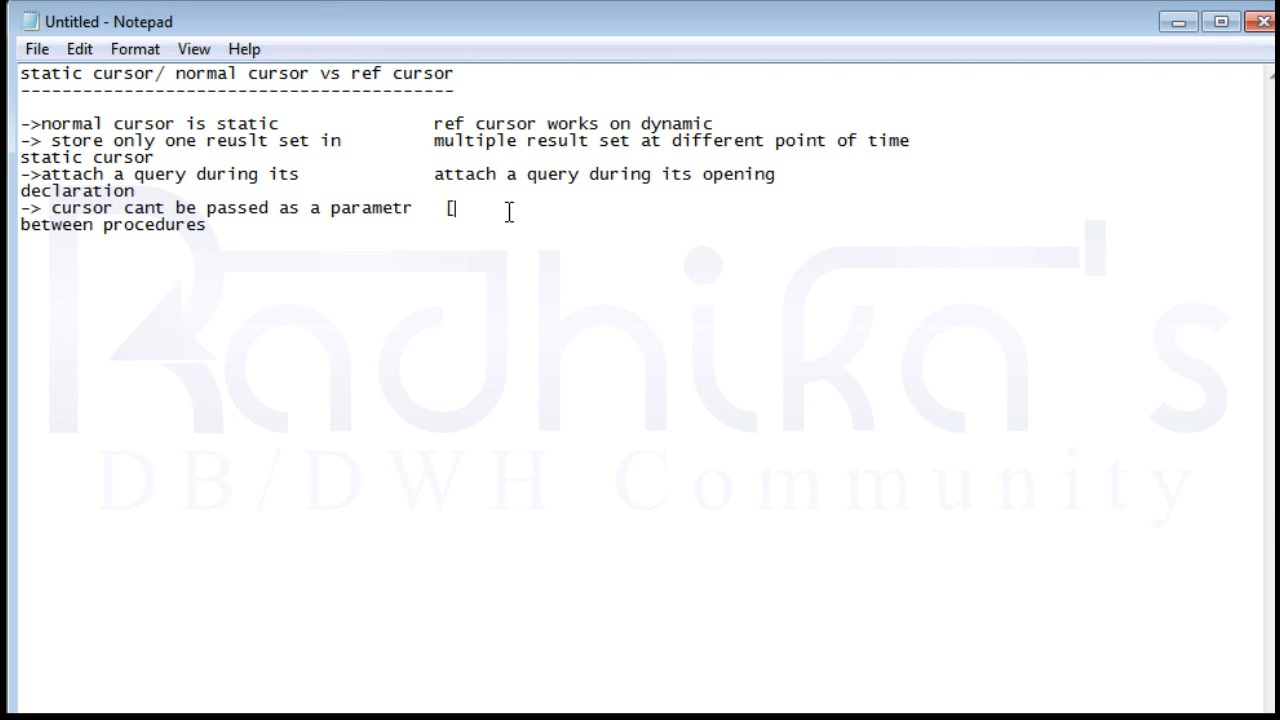 Untitled - Notepad
File Edit Format View Help
static cursor/ normal cursor vs ref cursor
------------------------------------------
->normal cursor is static ref cursor works on dynamic
-> store only one reuslt set in multiple result set at different point of time
static cursor
->attach a query during its attach a query during its opening
declaration
-> cursor cant be passed as a parametr [
between procedures
Radhika's
DB/DWH Community